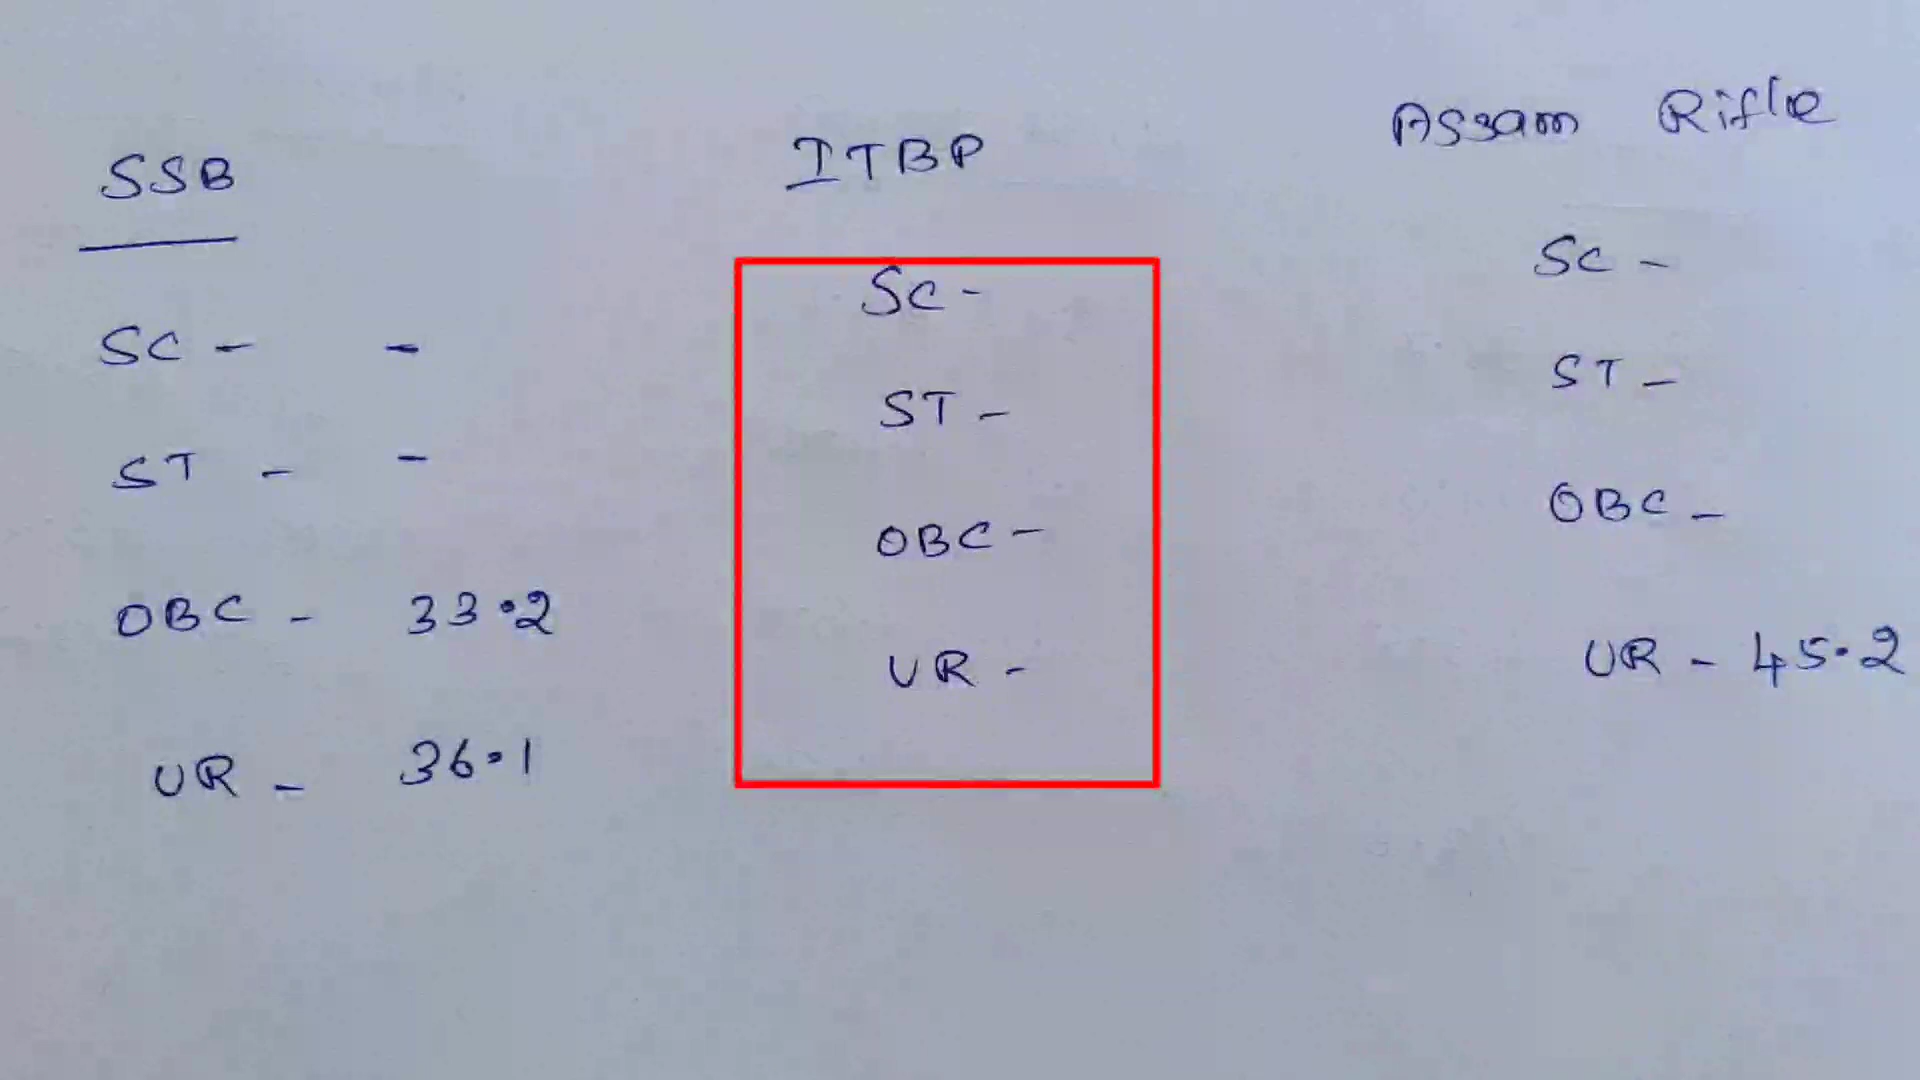 SSB
SC - -
ST - -
OBC - 33.2
UR - 36.1
ITBP
SC -
ST -
OBC -
UR -
Assam Rifle
SC -
ST -
OBC -
UR - 45.2